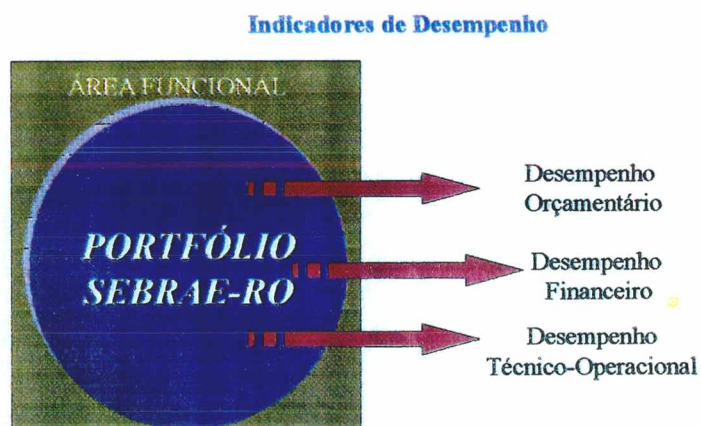 Indicadores de Desempenho
ÁREA FUNCIONAL
PORTFÓLIO
SEBRAE-RO
Desempenho
Orçamentário
Desempenho
Financeiro
Desempenho
Técnico-Operacional